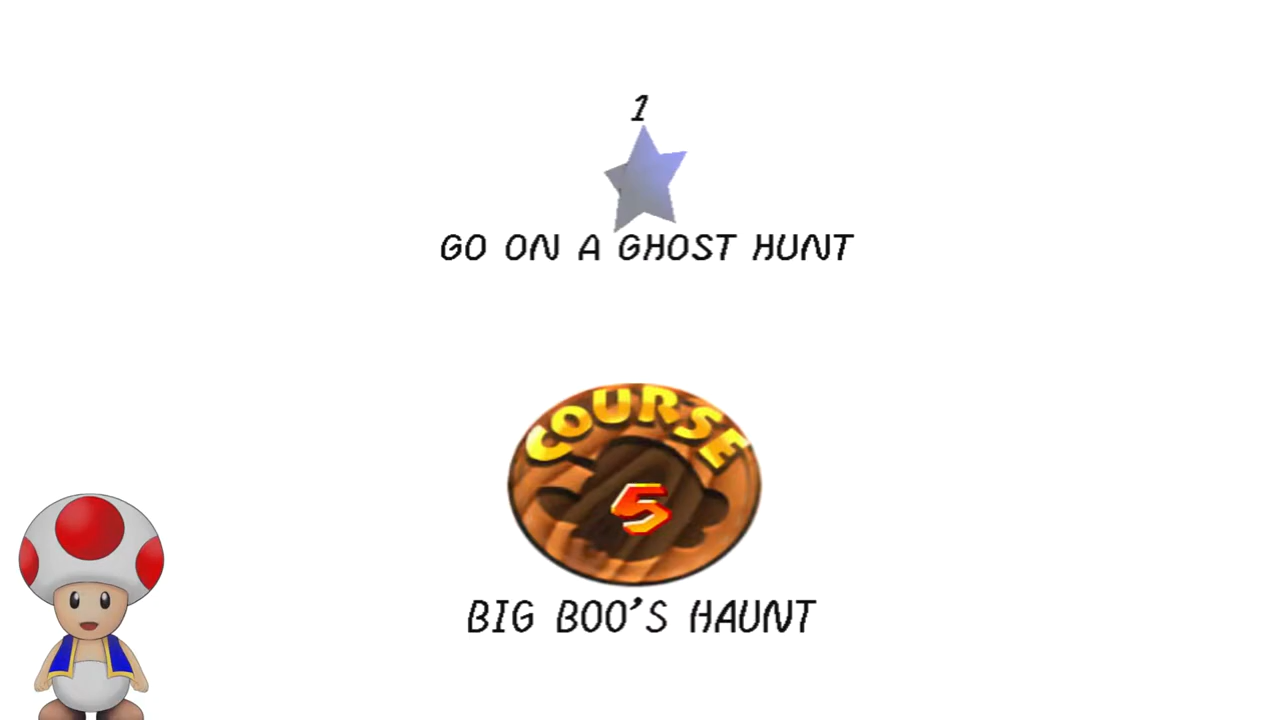 1
GO ON A GHOST HUNT
COURSE
5
BIG BOO'S HAUNT